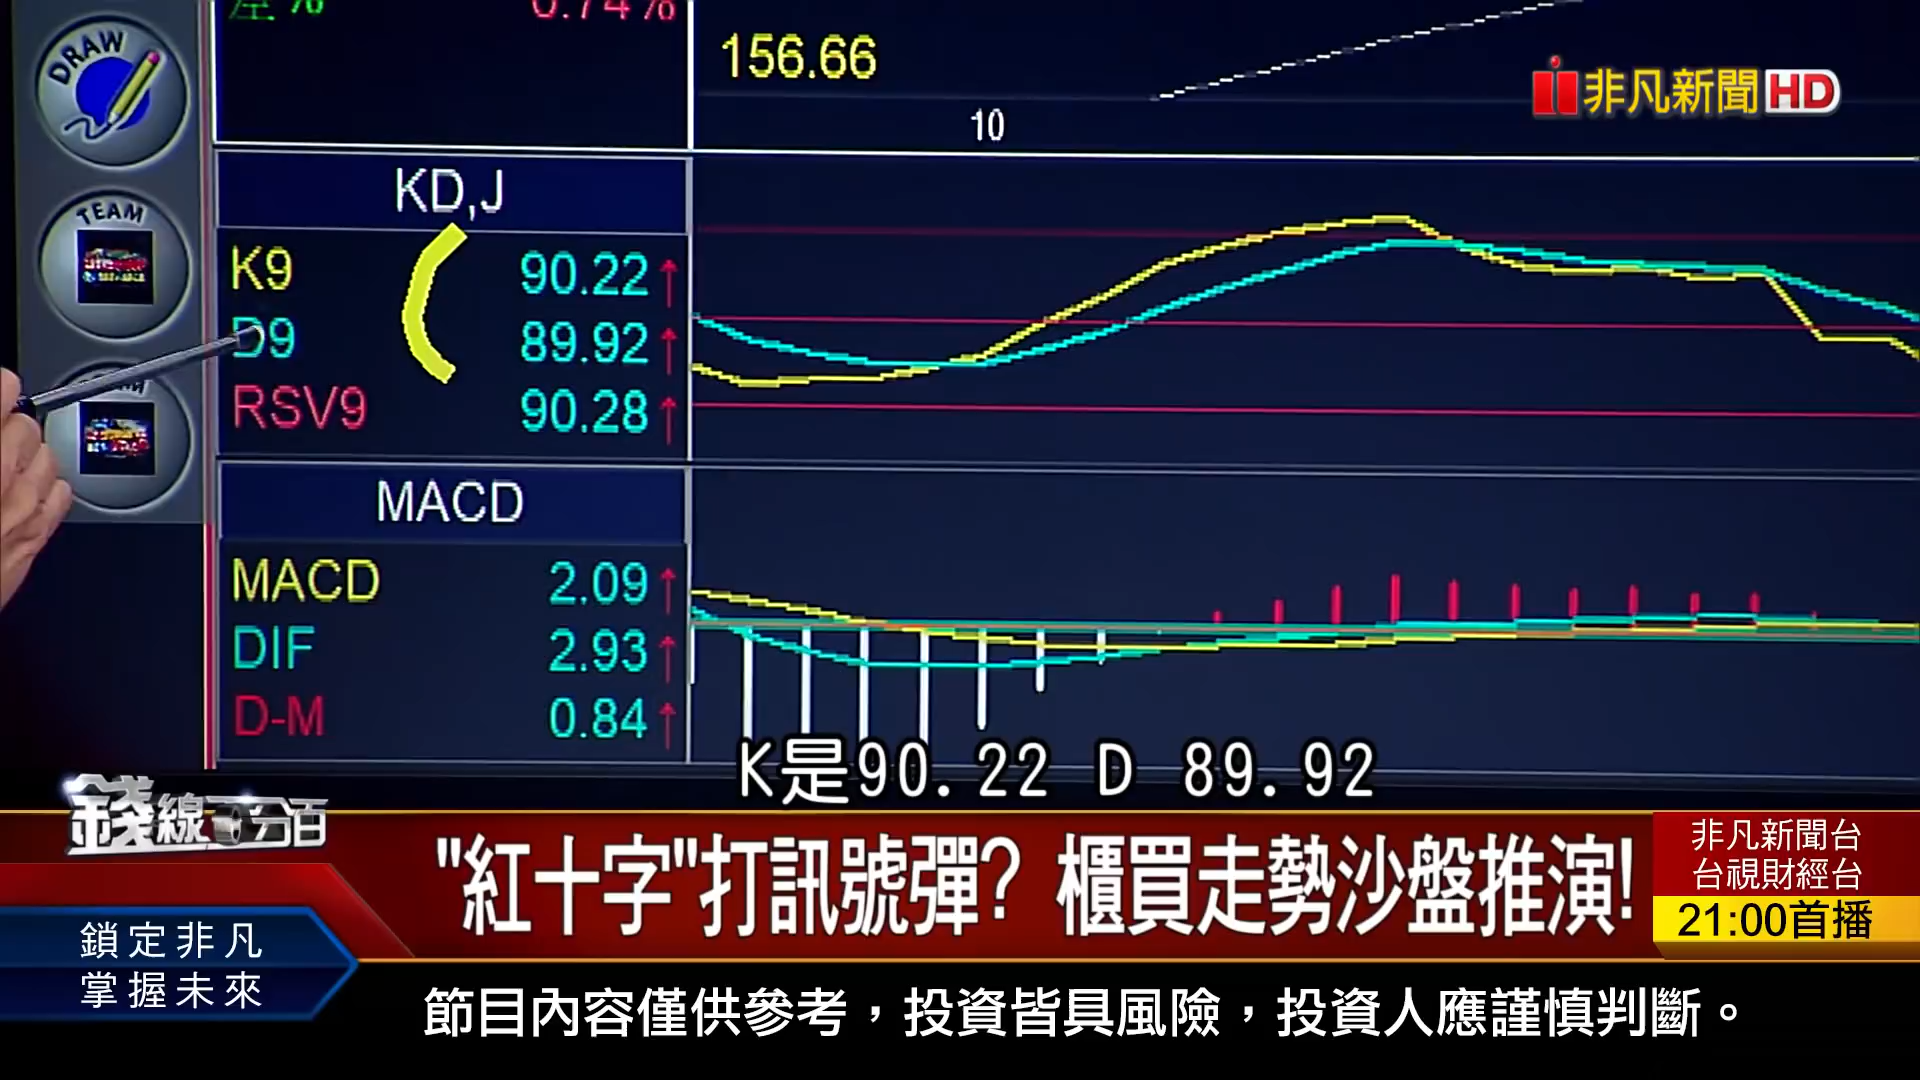 DRAW
0.74%
156.66
非凡新聞HD
10
TEAM
KD,J
K9 90.22↑
D9 89.92↑
RSV9 90.28↑
MACD
MACD 2.09↑
DIF 2.93↑
D-M 0.84↑
K是90.22 D 89.92
錢線百分百
"紅十字"打訊號彈? 櫃買走勢沙盤推演!
非凡新聞台
台視財經台
21:00首播
鎖定非凡
掌握未來
節目內容僅供參考，投資皆具風險，投資人應謹慎判斷。